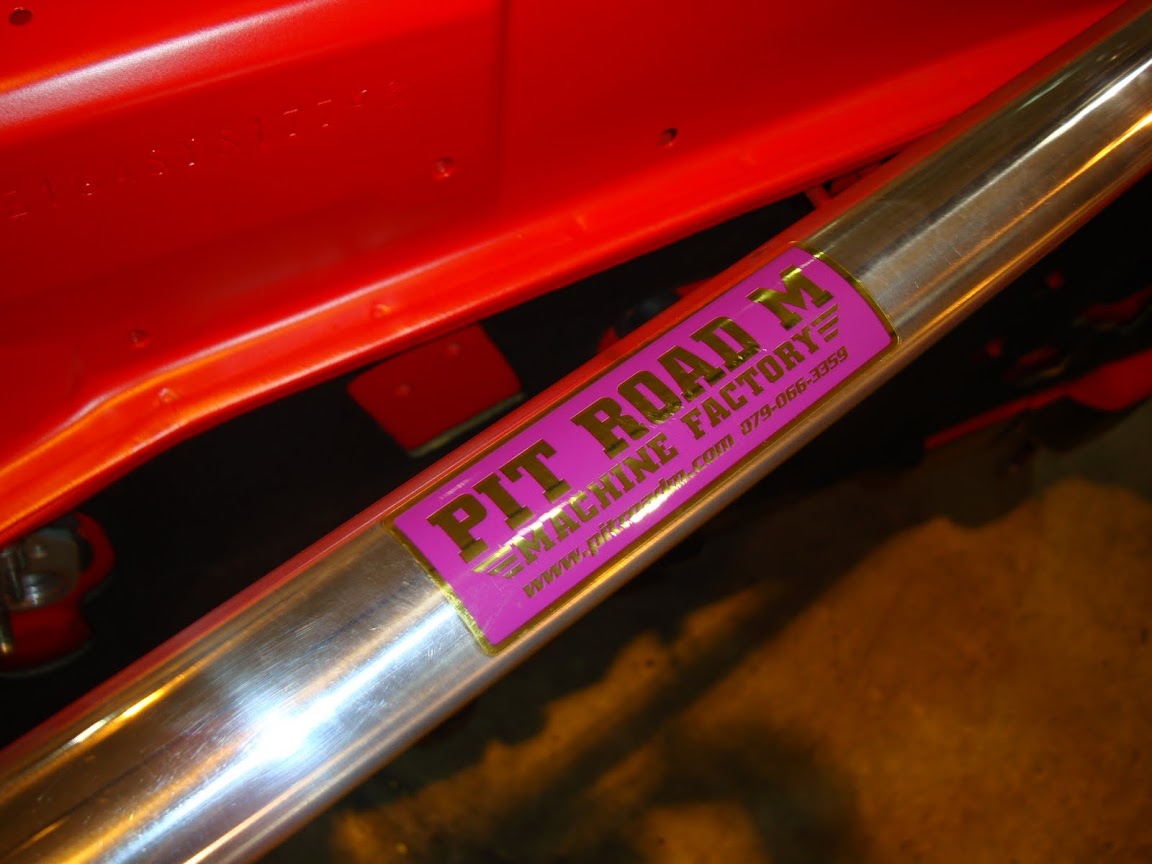 PIT ROAD M
MACHINE FACTORY
www.pitroadm.com 079-066-3359